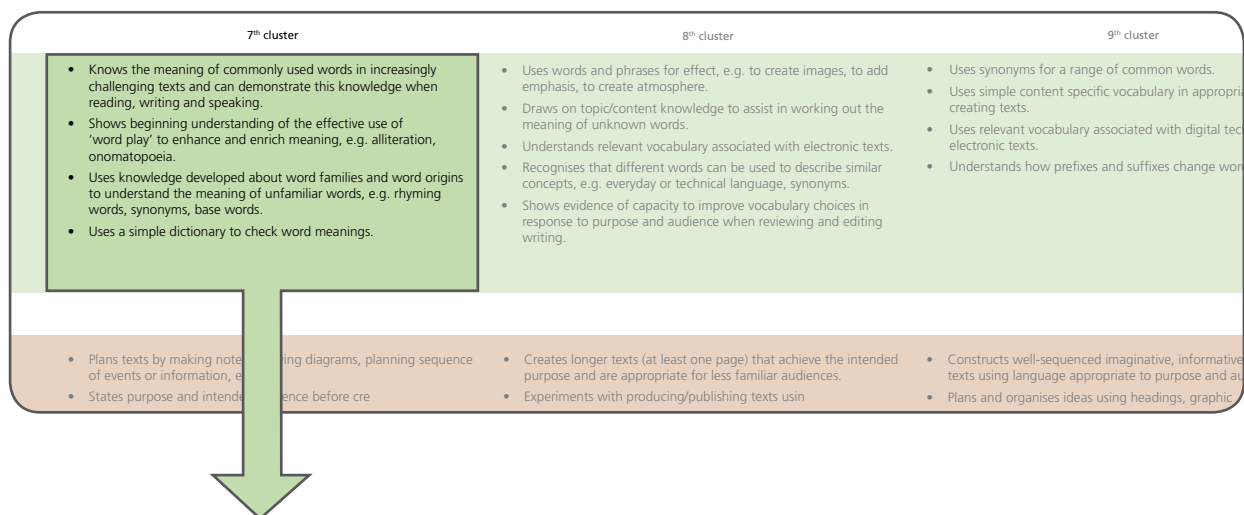 7th cluster
• Knows the meaning of commonly used words in increasingly
challenging texts and can demonstrate this knowledge when
reading, writing and speaking.
• Shows beginning understanding of the effective use of
‘word play’ to enhance and enrich meaning, e.g. alliteration,
onomatopoeia.
• Uses knowledge developed about word families and word origins
to understand the meaning of unfamiliar words, e.g. rhyming
words, synonyms, base words.
• Uses a simple dictionary to check word meanings.
8th cluster
• Uses words and phrases for effect, e.g. to create images, to add
emphasis, to create atmosphere.
• Draws on topic/content knowledge to assist in working out the
meaning of unknown words.
• Understands relevant vocabulary associated with electronic texts.
• Recognises that different words can be used to describe similar
concepts, e.g. everyday or technical language, synonyms.
• Shows evidence of capacity to improve vocabulary choices in
response to purpose and audience when reviewing and editing
writing.
9th cluster
• Uses synonyms for a range of common words.
• Uses simple content specific vocabulary in
creating texts.
• Uses relevant vocabulary associated with digital
electronic texts.
• Understands how prefixes and suffixes change
• Plans texts by making diagrams, planning sequence
of events or information,
• States purpose and before
• Creates longer texts (at least one page) that achieve the intended
purpose and are appropriate for less familiar audiences.
• Experiments with producing/publishing texts
• Constructs well-sequenced imaginative, informative
texts using language appropriate to purpose and
• Plans and organises ideas using headings, graphic